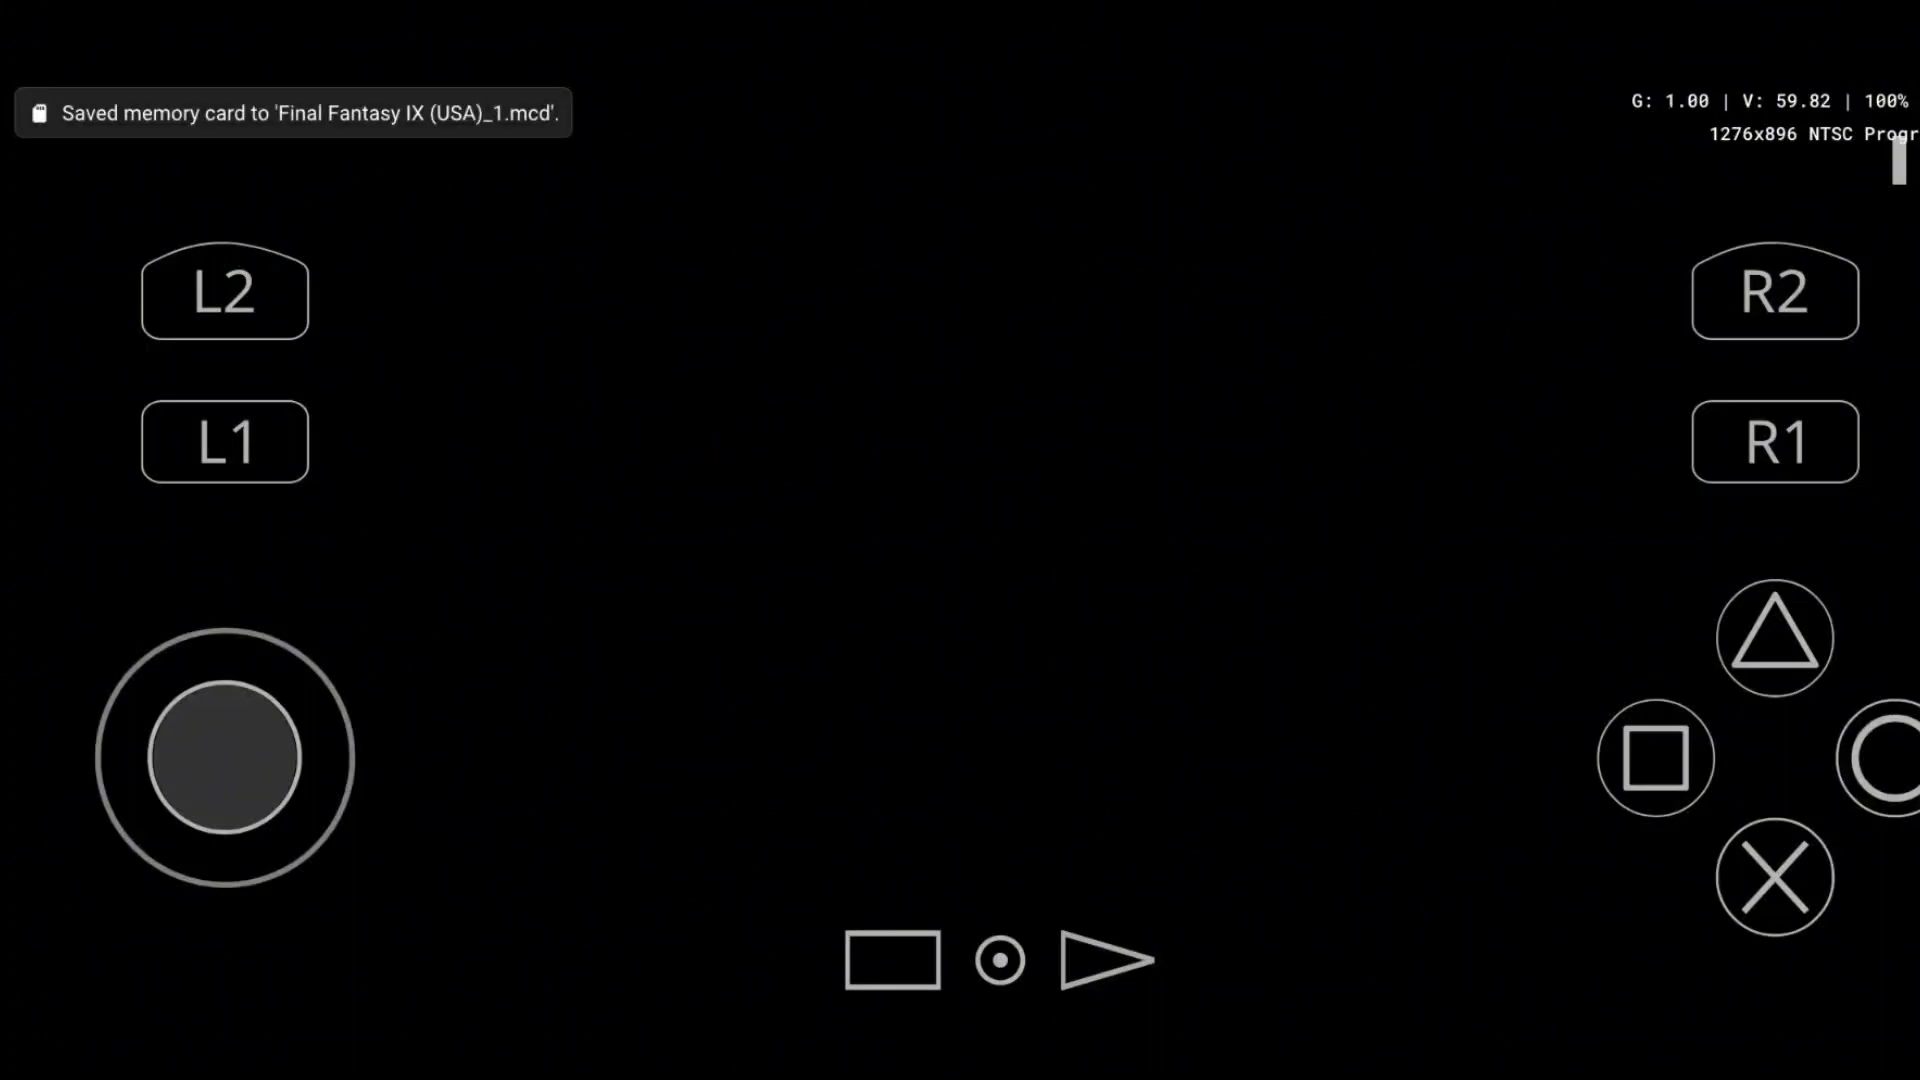 Saved memory card to 'Final Fantasy IX (USA)_1.mcd'.
G: 1.00 | V: 59.82 | 100%
1276x896 NTSC Progr
L2
R2
L1
R1